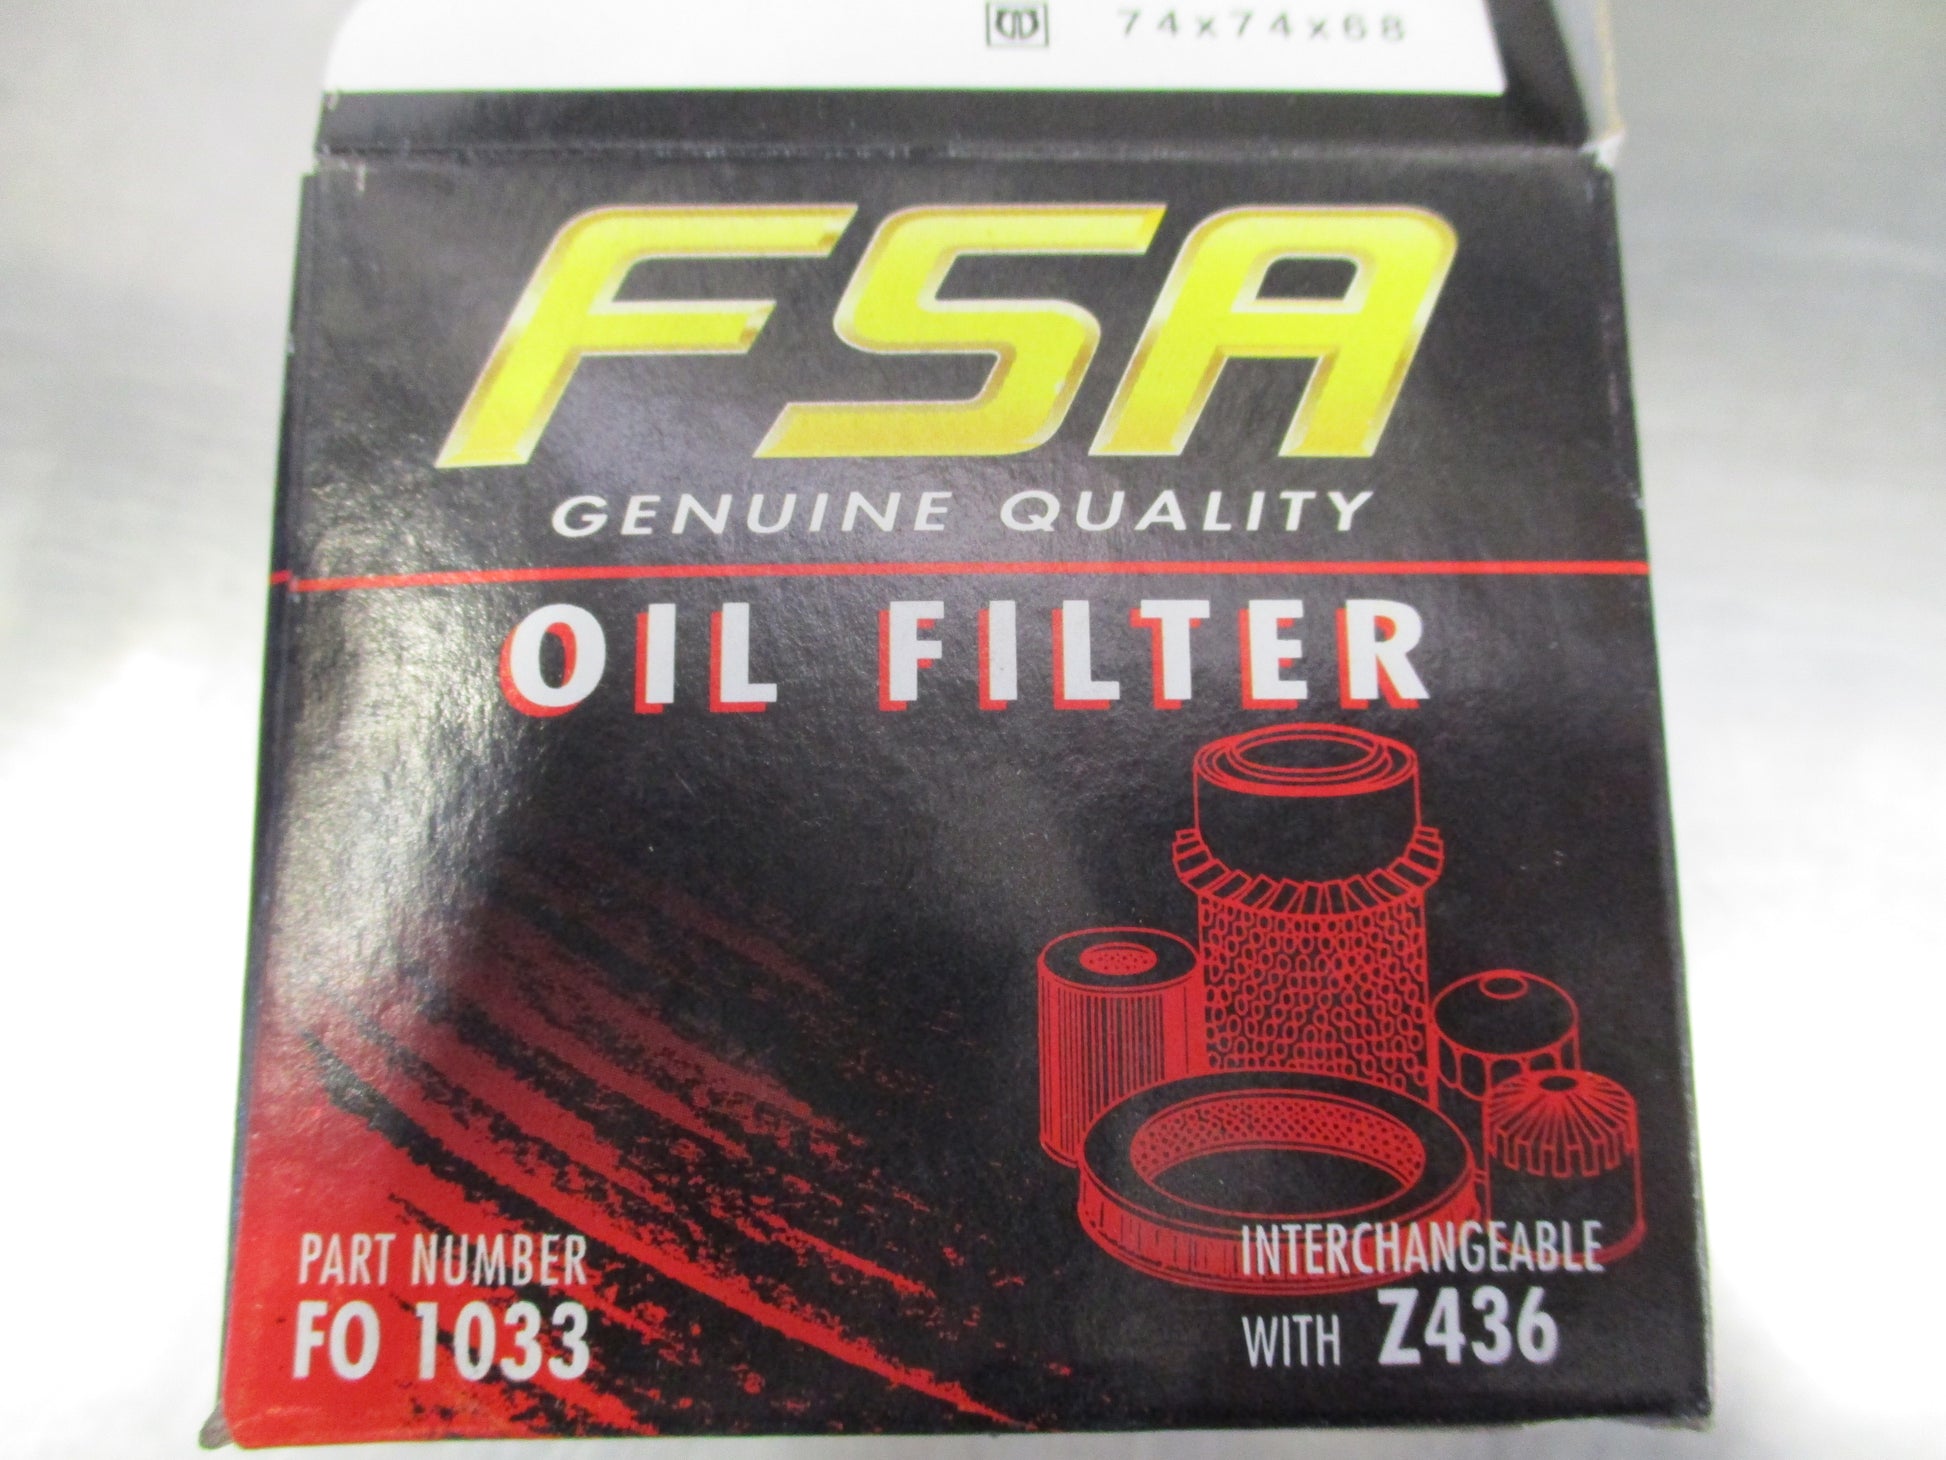 74x74x68
FSA
GENUINE QUALITY
OIL FILTER
PART NUMBER
FO 1033
INTERCHANGEABLE
WITH Z436